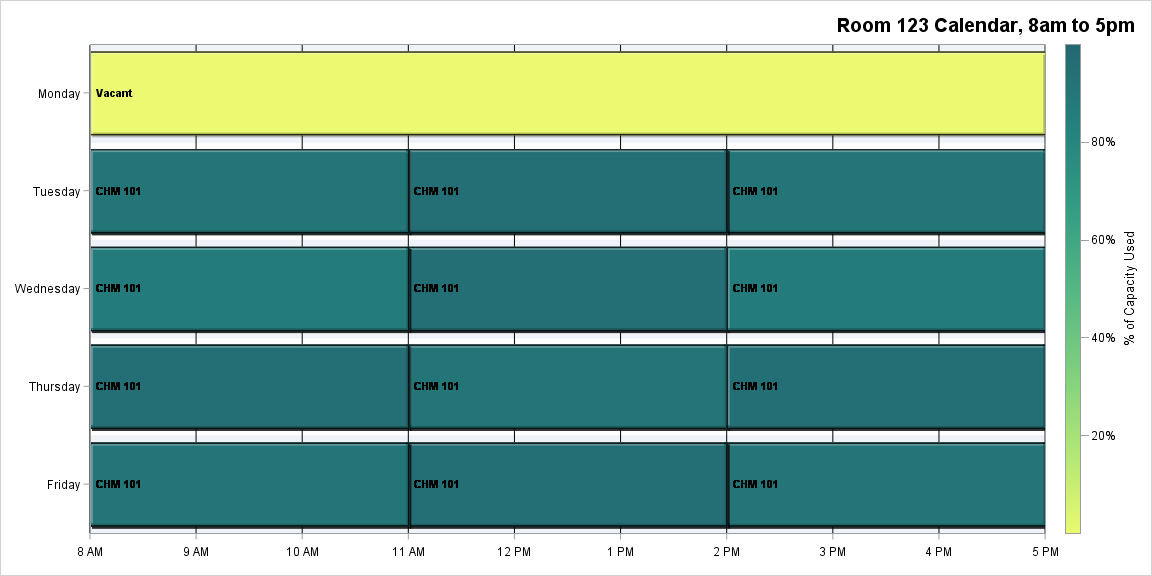 Room 123 Calendar, 8am to 5pm
Monday
Vacant
Tuesday
CHM 101
CHM 101
CHM 101
Wednesday
CHM 101
CHM 101
CHM 101
Thursday
CHM 101
CHM 101
CHM 101
Friday
CHM 101
CHM 101
CHM 101
8 AM
9 AM
10 AM
11 AM
12 PM
1 PM
2 PM
3 PM
4 PM
5 PM
80%
60%
40%
20%
% of Capacity Used